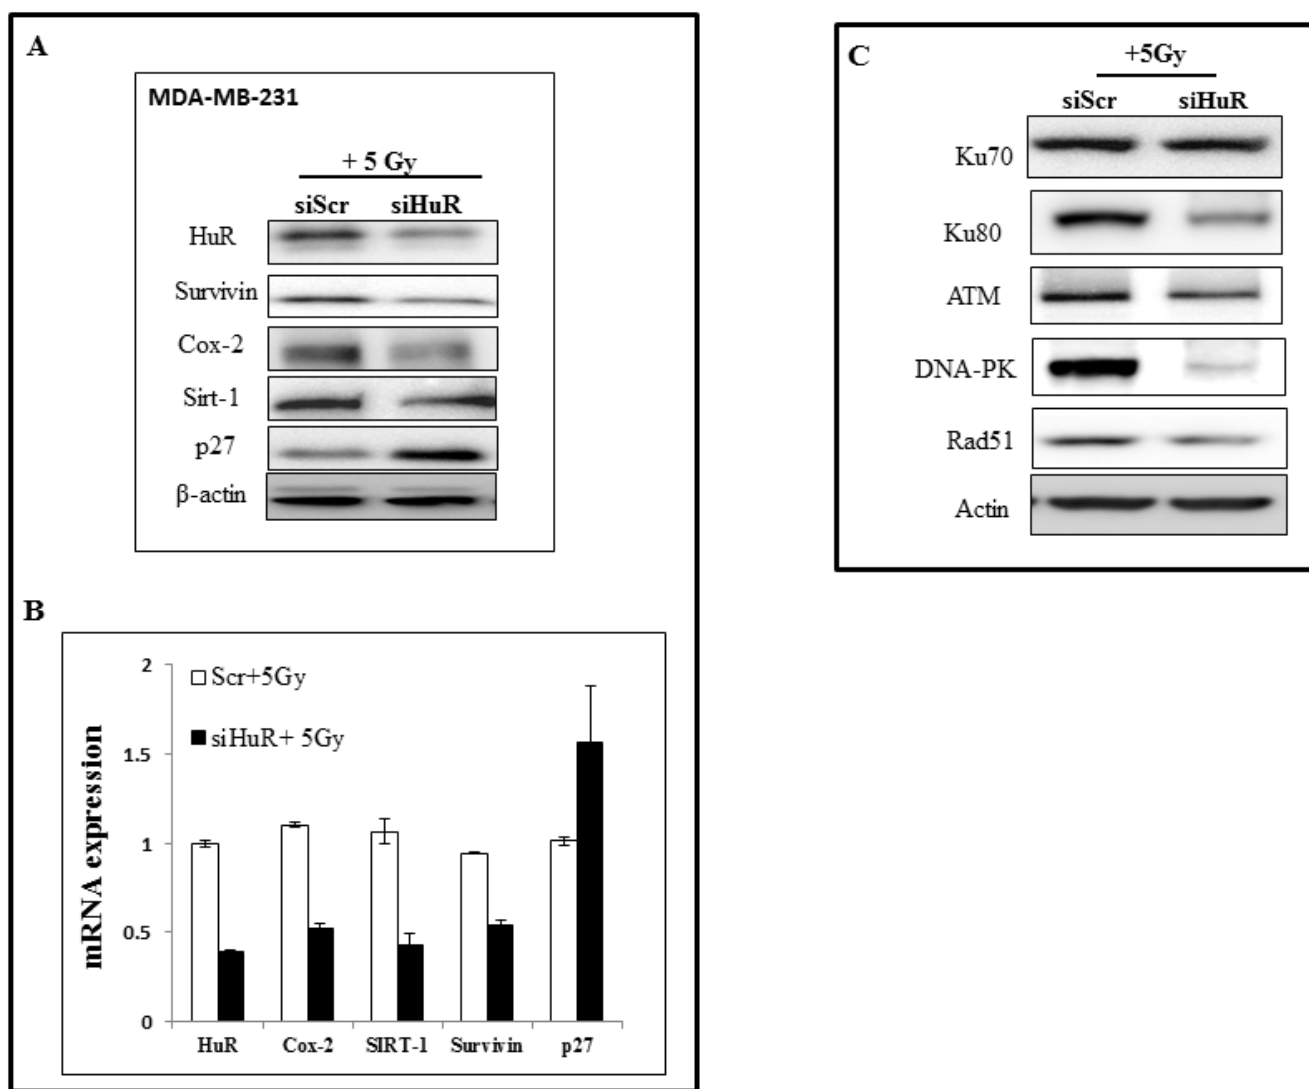 A
MDA-MB-231
+ 5 Gy
siScr siHuR
HuR
Survivin
Cox-2
Sirt-1
p27
β-actin
B
mRNA expression
2
1.5
1
0.5
0
Scr+5Gy
siHuR+ 5Gy
HuR Cox-2 SIRT-1 Survivin p27
C
+5Gy
siScr siHuR
Ku70
Ku80
ATM
DNA-PK
Rad51
Actin